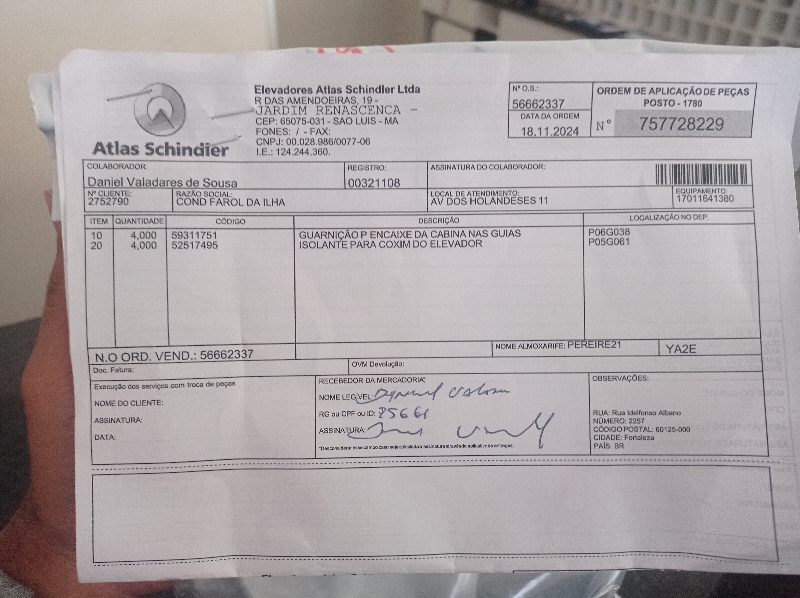 Atlas Schindler
Elevadores Atlas Schindler Ltda
R DAS AMENDOEIRAS, 19 -
JARDIM RENASCENCA -
CEP: 65075-031 - SAO LUIS - MA
FONES: / - FAX:
CNPJ: 00.028.986/0077-06
I.E.: 124.244.360.
Nº O.S.:
56662337
DATA DA ORDEM
18.11.2024
ORDEM DE APLICAÇÃO DE PEÇAS
POSTO - 1780
N° 757728229
COLABORADOR:
Daniel Valadares de Sousa
REGISTRO:
00321108
ASSINATURA DO COLABORADOR:
Nº CLIENTE:
2752790
RAZÃO SOCIAL:
COND FAROL DA ILHA
LOCAL DE ATENDIMENTO:
AV DOS HOLANDESES 11
EQUIPAMENTO:
17011641380
ITEM QUANTIDADE CÓDIGO DESCRIÇÃO LOCALIZAÇÃO NO DEP.
10 4,000 59311751 GUARNIÇÃO P ENCAIXE DA CABINA NAS GUIAS P06G038
20 4,000 52517495 ISOLANTE PARA COXIM DO ELEVADOR P05G061
N.O ORD. VEND.: 56662337
NOME ALMOXARIFE: PEREIRE21
YA2E
Doc. Fatura:
OVM Devolução:
Execução dos serviços com troca de peças
NOME DO CLIENTE:
ASSINATURA:
DATA:
RECEBEDOR DA MERCADORIA:
NOME LEGÍVEL:
RG ou CPF ou ID:
ASSINATURA:
OBSERVAÇÕES:
RUA: Rua Idelfonso Albano
NÚMERO: 2257
CÓDIGO POSTAL: 60125-000
CIDADE: Fortaleza
PAÍS: BR